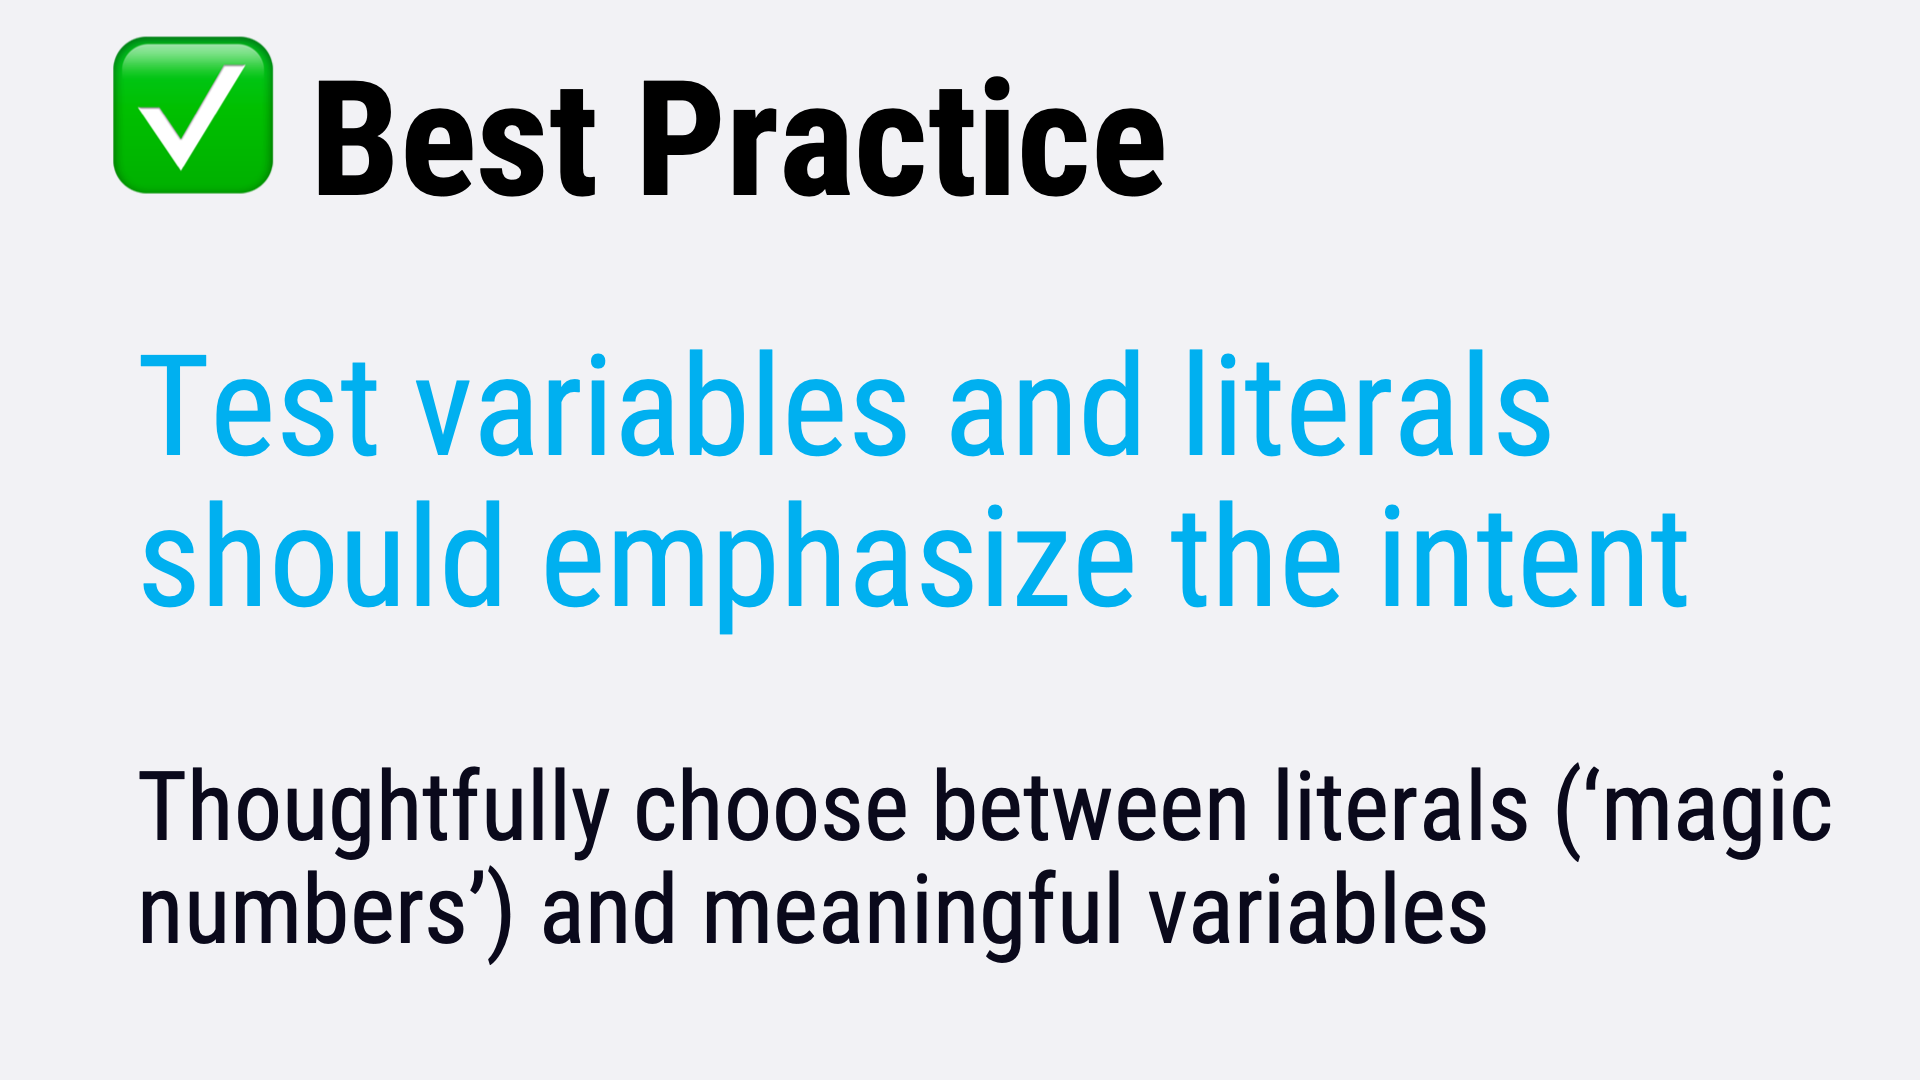 Best Practice
Test variables and literals
should emphasize the intent
Thoughtfully choose between literals (‘magic
numbers’) and meaningful variables